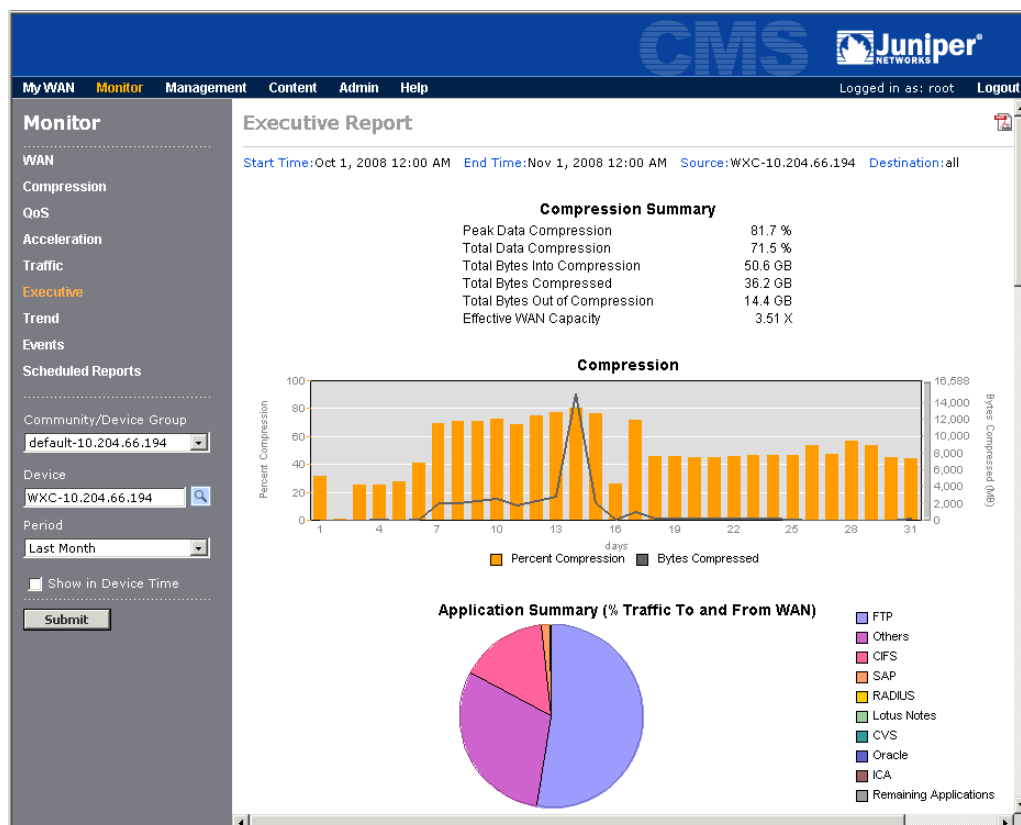 CMS
Juniper®
NETWORKS
My WAN Monitor Management Content Admin Help Logged in as: root Logout
Monitor
WAN
Compression
QoS
Acceleration
Traffic
Executive
Trend
Events
Scheduled Reports
Community/Device Group
default-10.204.66.194
Device
WXC-10.204.66.194
Period
Last Month
Show in Device Time
Submit
Executive Report
Start Time:Oct 1, 2008 12:00 AM End Time:Nov 1, 2008 12:00 AM Source:WXC-10.204.66.194 Destination:all
Compression Summary
Peak Data Compression 81.7 %
Total Data Compression 71.5 %
Total Bytes Into Compression 50.6 GB
Total Bytes Compressed 36.2 GB
Total Bytes Out of Compression 14.4 GB
Effective WAN Capacity 3.51 X
Compression
Percent Compression
100
80
60
40
20
0
16,588
14,000
12,000
10,000
8,000
6,000
4,000
2,000
0
Bytes Compressed (MB)
1 4 7 10 13 16 19 22 25 28 31
days
Percent Compression Bytes Compressed
Application Summary (% Traffic To and From WAN)
FTP
Others
CIFS
SAP
RADIUS
Lotus Notes
CVS
Oracle
ICA
Remaining Applications